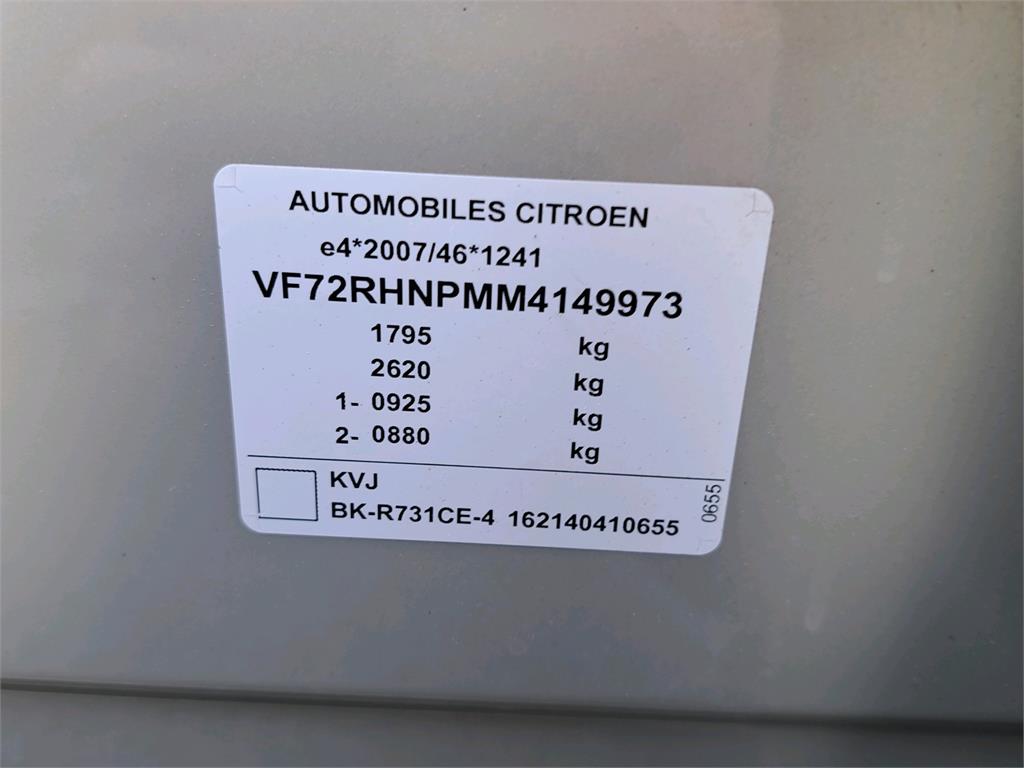 AUTOMOBILES CITROEN
e4*2007/46*1241
VF72RHNPMM4149973
1795 kg
2620 kg
1- 0925 kg
2- 0880 kg
KVJ
BK-R731CE-4 162140410655
0655